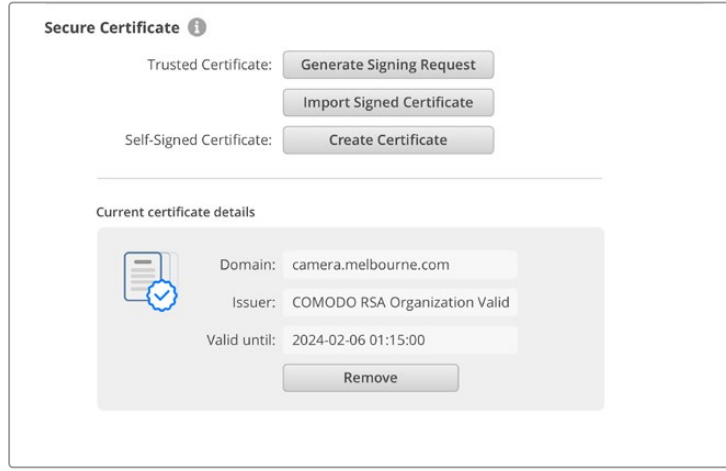 Secure Certificate
Trusted Certificate: Generate Signing Request
Import Signed Certificate
Self-Signed Certificate: Create Certificate
Current certificate details
Domain: camera.melbourne.com
Issuer: COMODO RSA Organization Valid
Valid until: 2024-02-06 01:15:00
Remove